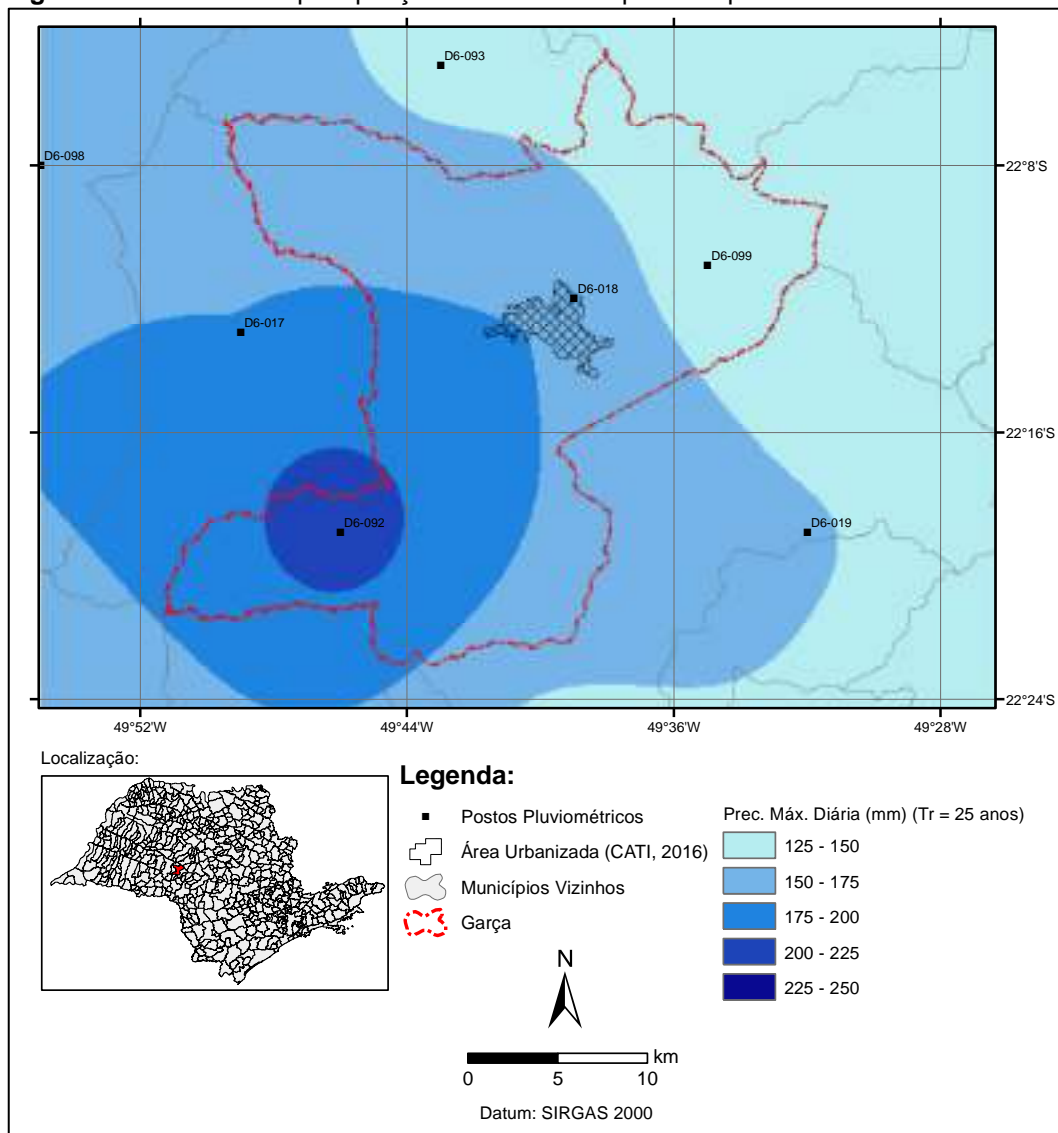 D6-093
D6-098
22°8'S
D6-099
D6-018
D6-017
22°16'S
D6-092
D6-019
22°24'S
49°52'W 49°44'W 49°36'W 49°28'W
Localização:
Legenda:
Postos Pluviométricos
Área Urbanizada (CATI, 2016)
Municípios Vizinhos
Garça
Prec. Máx. Diária (mm) (Tr = 25 anos)
125 - 150
150 - 175
175 - 200
200 - 225
225 - 250
N
km
0 5 10
Datum: SIRGAS 2000